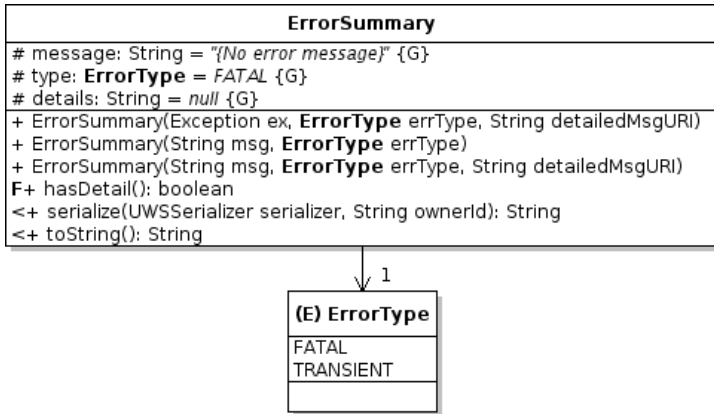 ErrorSummary
# message: String = "{No error message}" {G}
# type: ErrorType = FATAL {G}
# details: String = null {G}
+ ErrorSummary(Exception ex, ErrorType errType, String detailedMsgURI)
+ ErrorSummary(String msg, ErrorType errType)
+ ErrorSummary(String msg, ErrorType errType, String detailedMsgURI)
F+ hasDetail(): boolean
<+ serialize(UWSSerializer serializer, String ownerId): String
<+ toString(): String
1
(E) ErrorType
FATAL
TRANSIENT